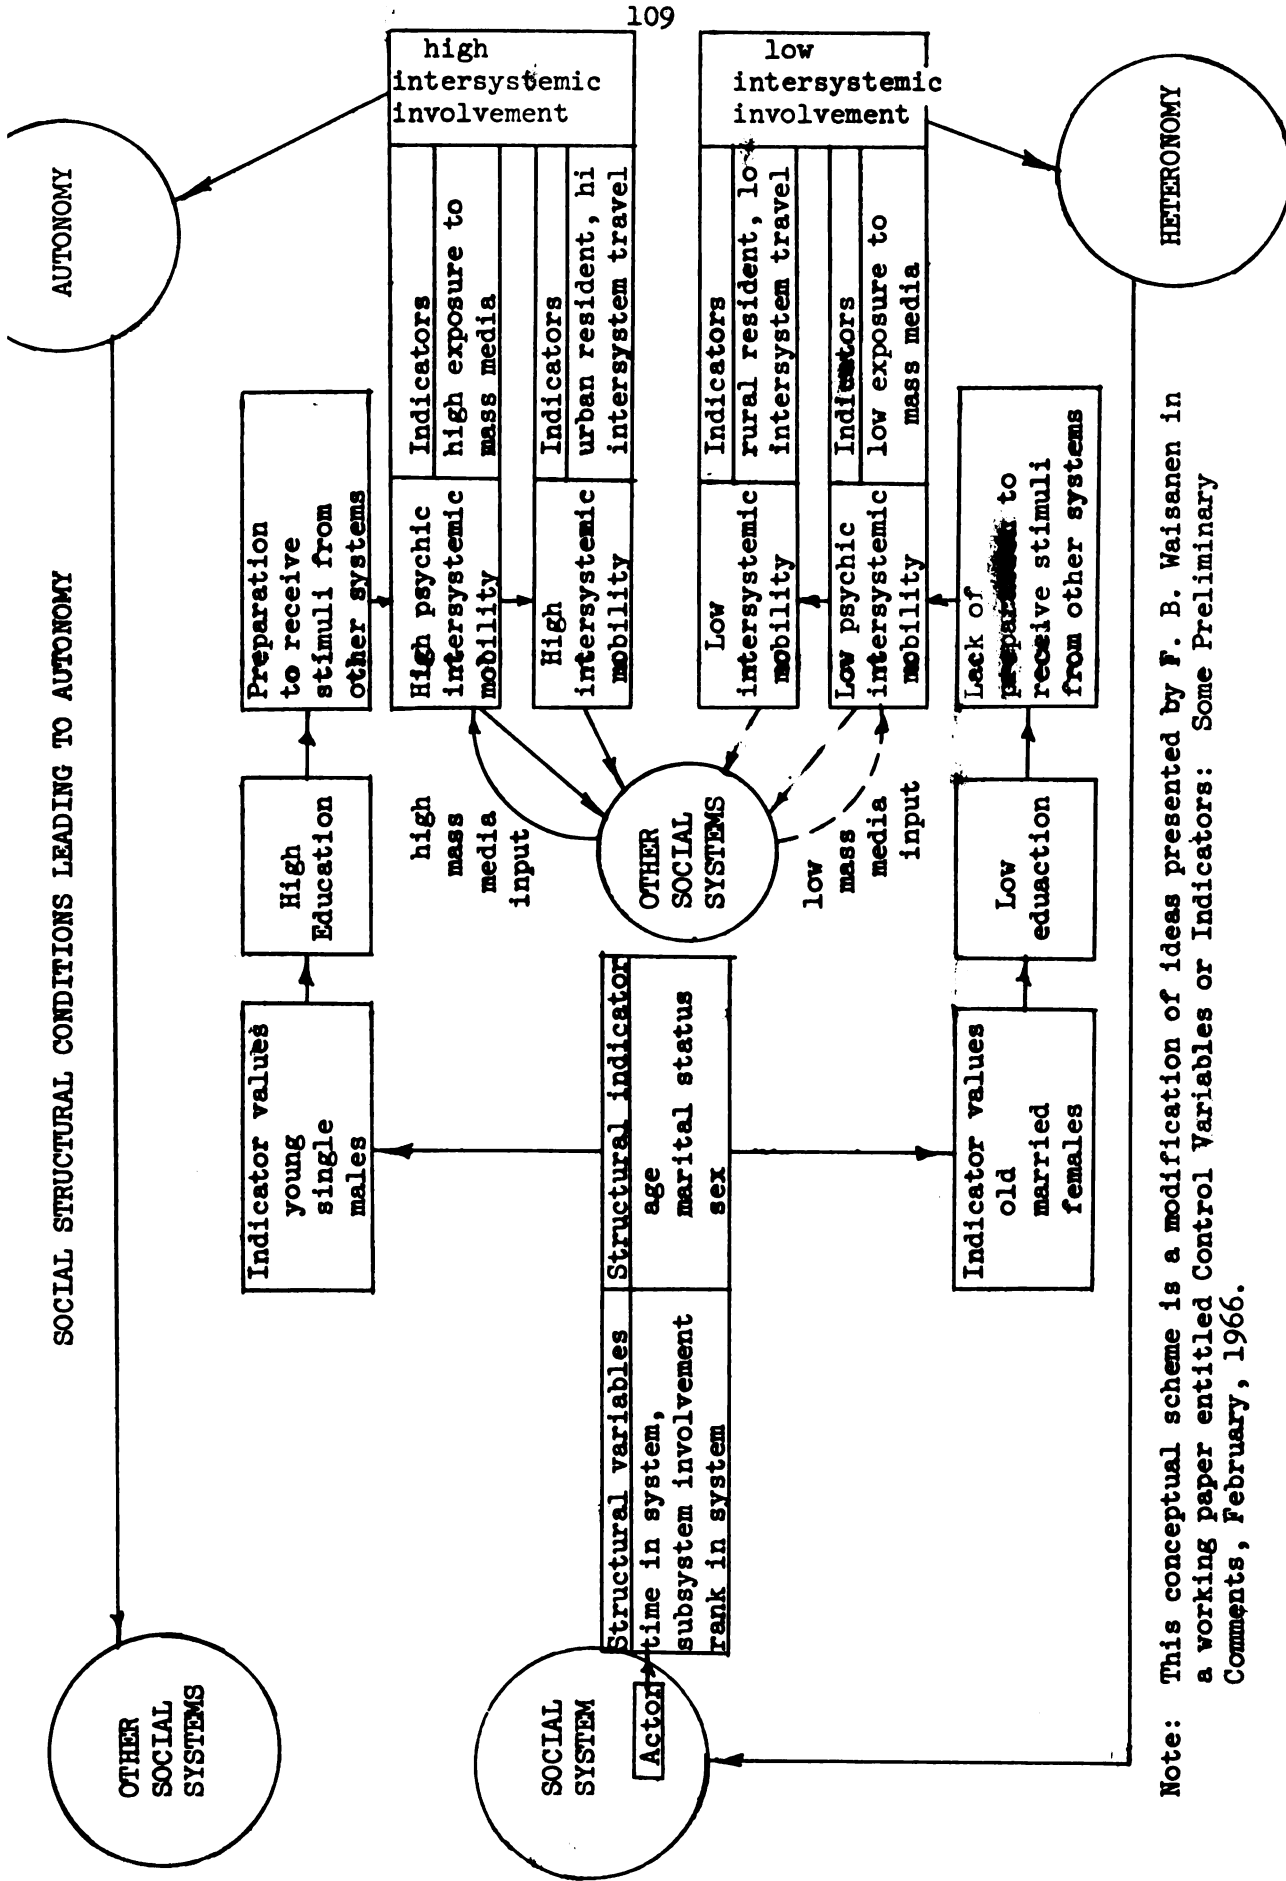 109
SOCIAL STRUCTURAL CONDITIONS LEADING TO AUTONOMY
OTHER
SOCIAL
SYSTEMS
AUTONOMY
Indicator values
young
single
males
High
Education
Preparation
to receive
stimuli from
other systems
High psychic
intersystemic
mobility
Indicators
high exposure to
mass media
high
intersystemic
involvement
High
intersystemic
mobility
Indicators
urban resident, hi
intersystem travel
high
mass
media
input
SOCIAL
SYSTEM
Actor
Structural variables
time in system,
subsystem involvement
rank in system
Structural indicator
age
marital status
sex
OTHER
SOCIAL
SYSTEMS
Low
intersystemic
mobility
Indicators
rural resident, lo
intersystem travel
low
intersystemic
involvement
Low psychic
intersystemic
mobility
Indicators
low exposure to
mass media
low
mass
media
input
Indicator values
old
married
females
Low
eduaction
Lack of
to
receive stimuli
from other systems
HETERONOMY
Note: This conceptual scheme is a modification of ideas presented by F. B. Waisanen in
a working paper entitled Control Variables or Indicators: Some Preliminary
Comments, February, 1966.